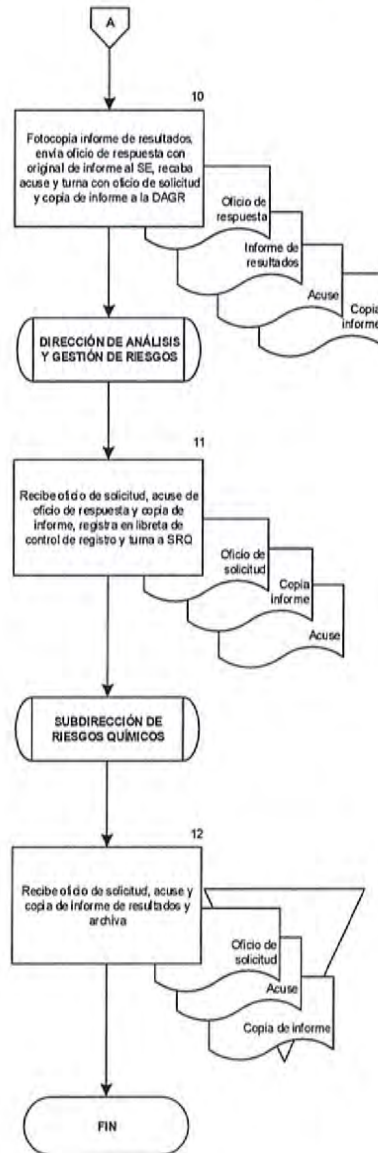 A
10
Fotocopia informe de resultados,
envía oficio de respuesta con
original de informe al SE, recaba
acuse y turna con oficio de solicitud
y copia de informe a la DAGR
Oficio de
respuesta
Informe de
resultados
Acuse
Copia
informe
DIRECCIÓN DE ANÁLISIS
Y GESTIÓN DE RIESGOS
11
Recibe oficio de solicitud, acuse de
oficio de respuesta y copia de
informe, registra en libreta de
control de registro y turna a SRQ
Oficio de
solicitud
Copia
informe
Acuse
SUBDIRECCIÓN DE
RIESGOS QUÍMICOS
12
Recibe oficio de solicitud, acuse y
copia de informe de resultados y
archiva
Oficio de
solicitud
Acuse
Copia de informe
FIN